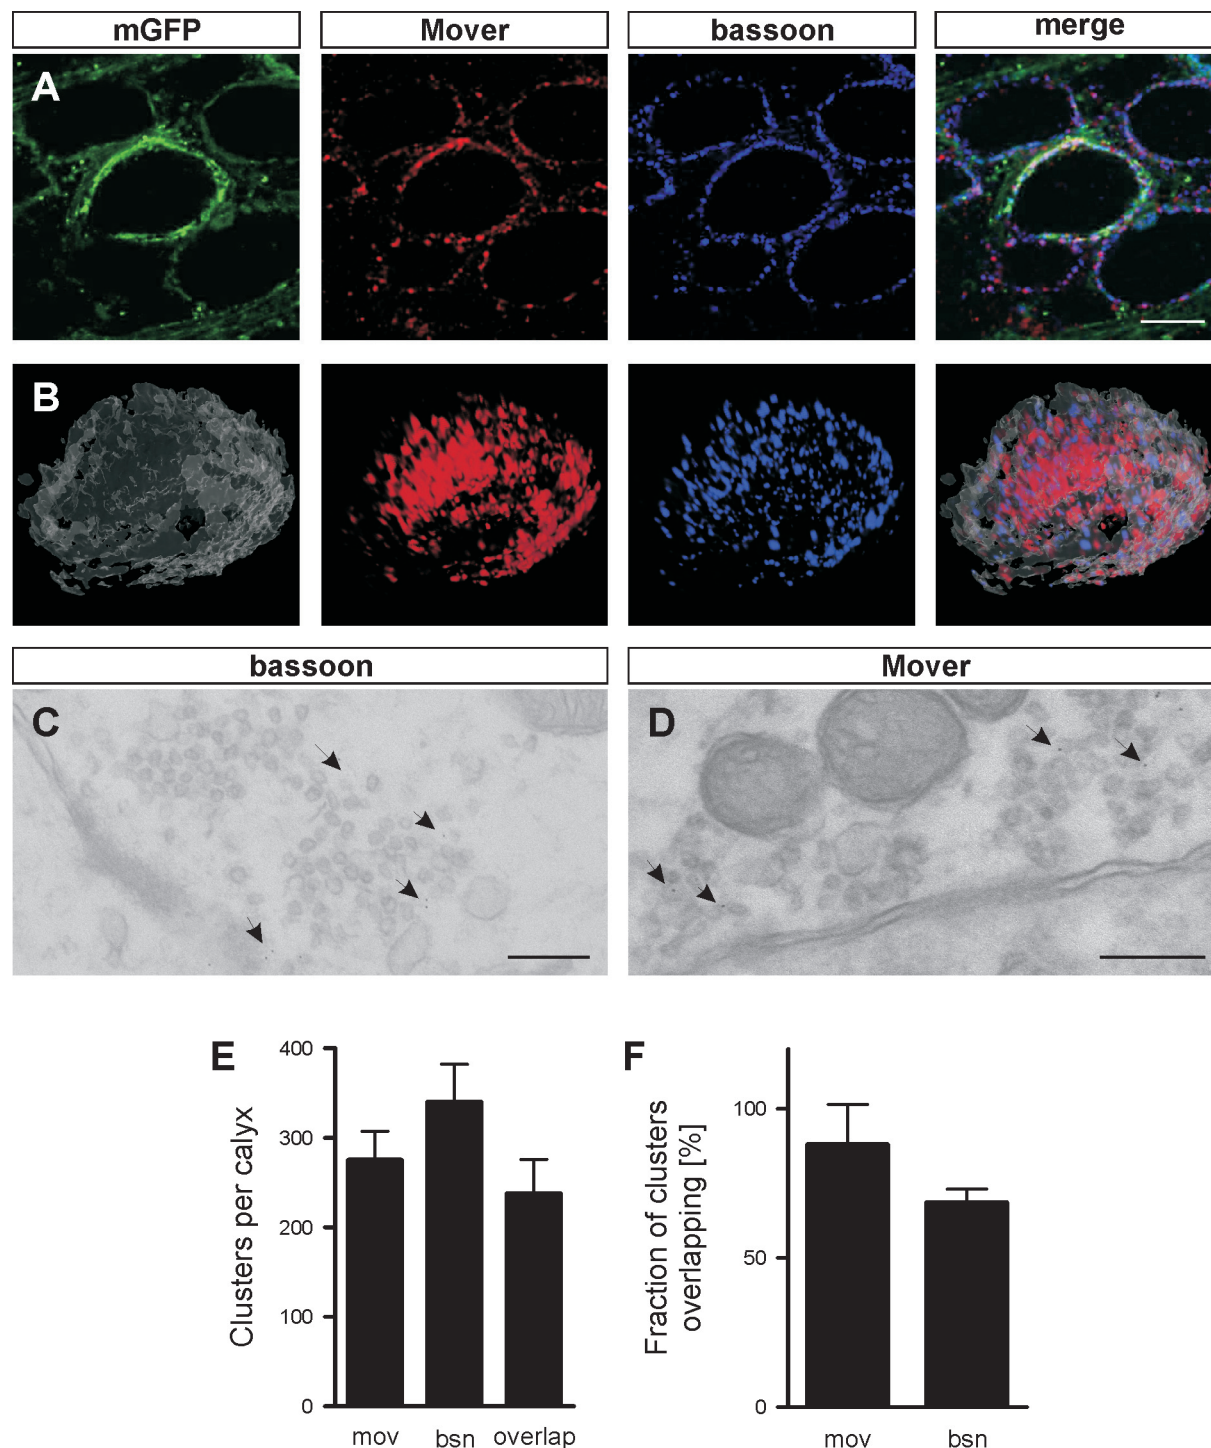 mGFP Mover bassoon merge
A
B
bassoon Mover
C D
E F
Clusters per calyx
400
300
200
100
0
mov bsn overlap
Fraction of clusters
overlapping [%]
100
50
0
mov bsn